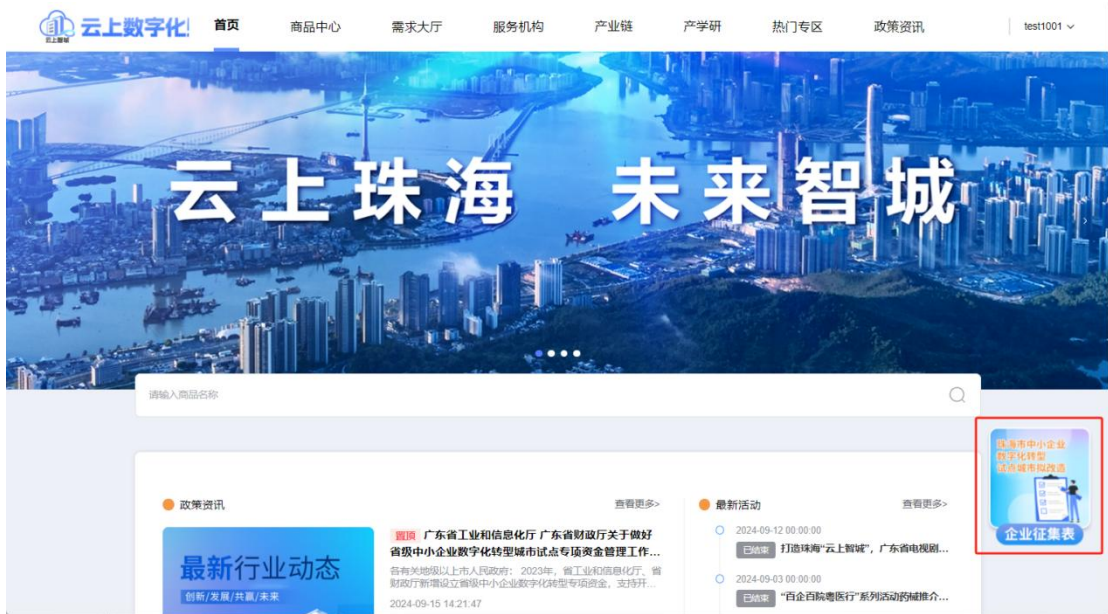 云上智城
云上数字化
首页
商品中心
需求大厅
服务机构
产业链
产学研
热门专区
政策资讯
test1001
云上珠海 未来智城
请输入商品名称
珠海市中小企业
数字化转型
试点城市拟改造
企业征集表
政策资讯
查看更多>
最新行业动态
创新/发展/共赢/未来
置顶 广东省工业和信息化厅 广东省财政厅关于做好
省级中小企业数字化转型城市试点专项资金管理工作...
各有关地级以上市人民政府： 2023年，省工业和信息化厅、省
财政厅新增设立省级中小企业数字化转型专项资金，支持开...
2024-09-15 14:21:47
最新活动
查看更多>
2024-09-12 00:00:00
已结束 打造珠海“云上智城”，广东省电视剧...
2024-09-03 00:00:00
已结束 “百企百院粤医行”系列活动药械推介...